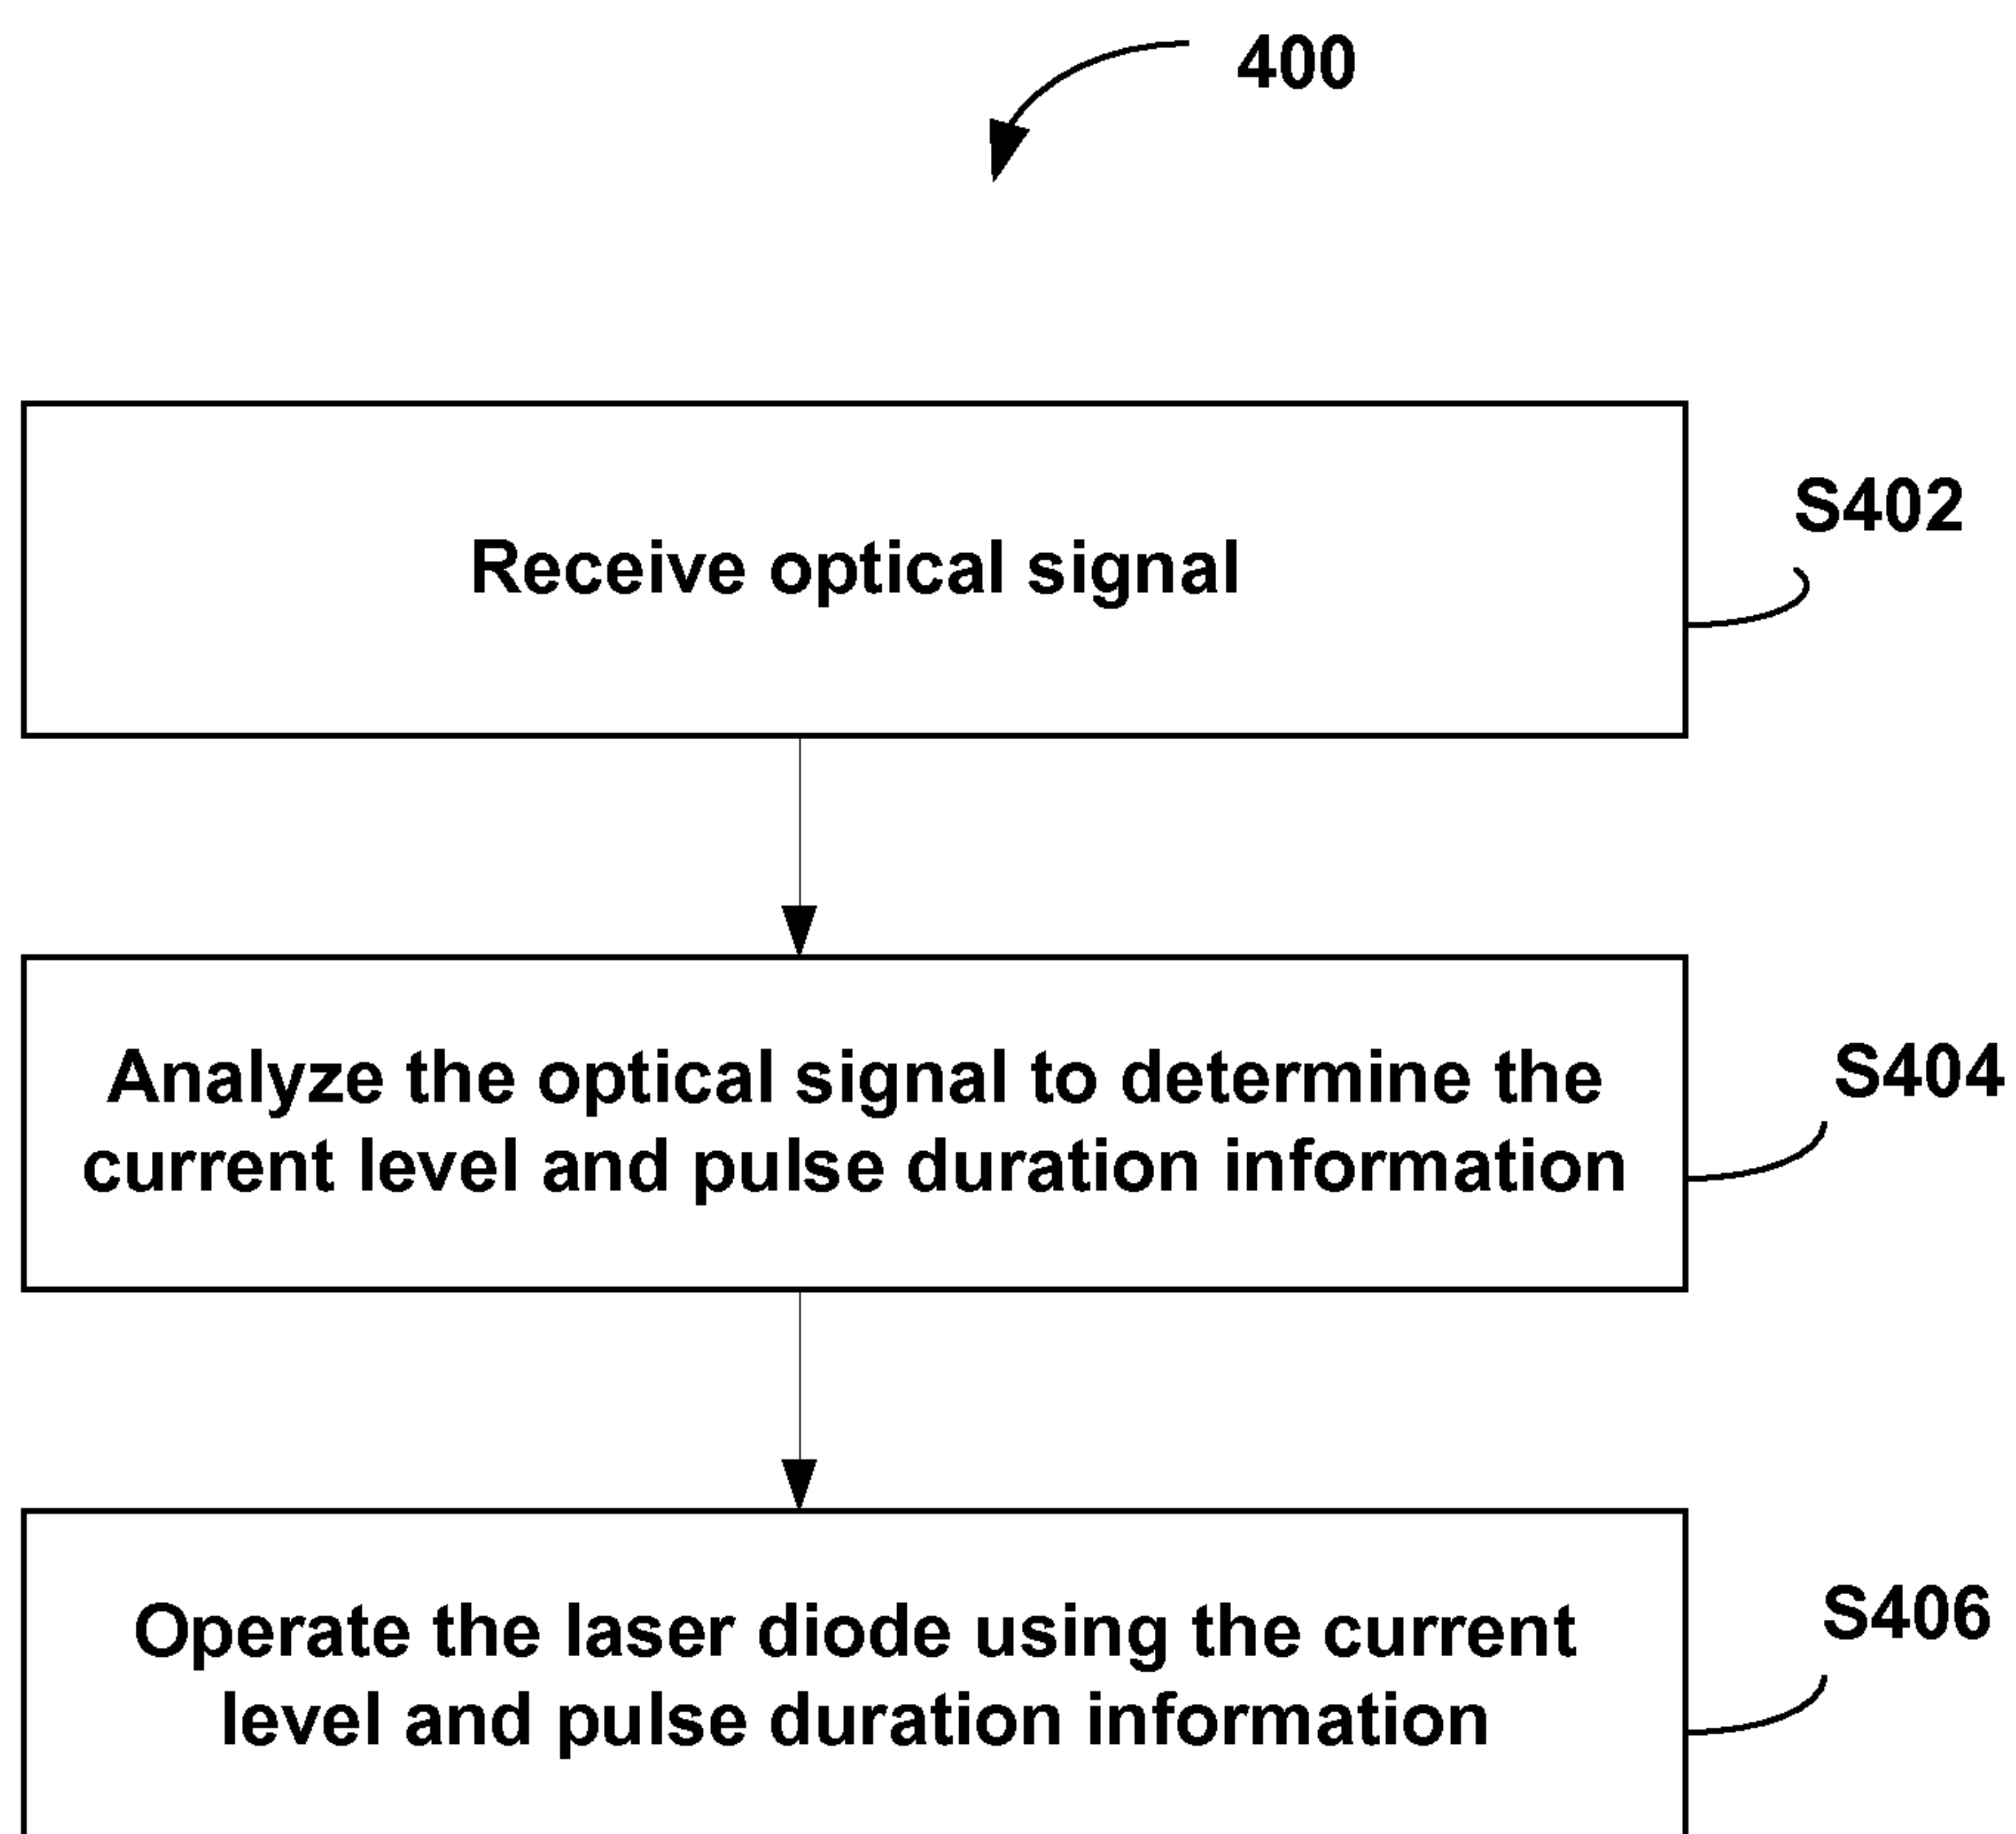 400
Receive optical signal
S402
Analyze the optical signal to determine the
current level and pulse duration information
S404
Operate the laser diode using the current
level and pulse duration information
S406